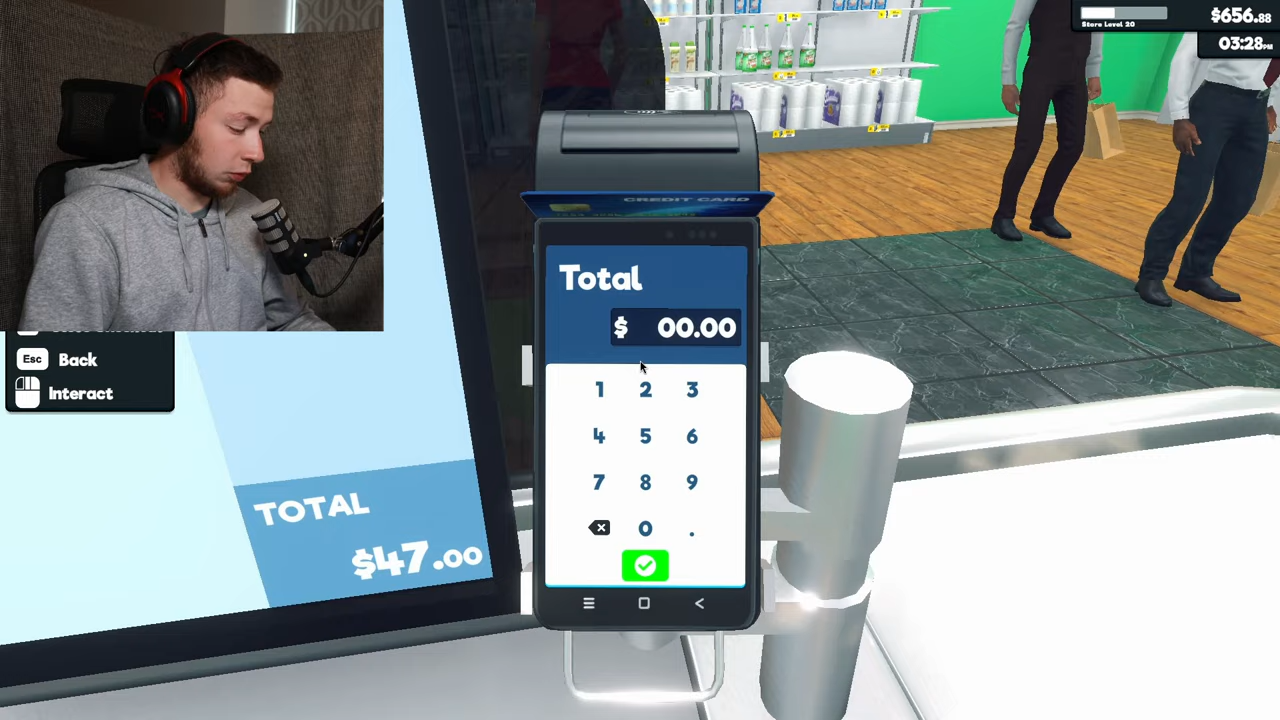 Store Level 20
$656.88
03:28PM
CREDIT CARD
Total
$ 00.00
1 2 3
4 5 6
7 8 9
0 .
Esc Back
Interact
TOTAL
$47.00